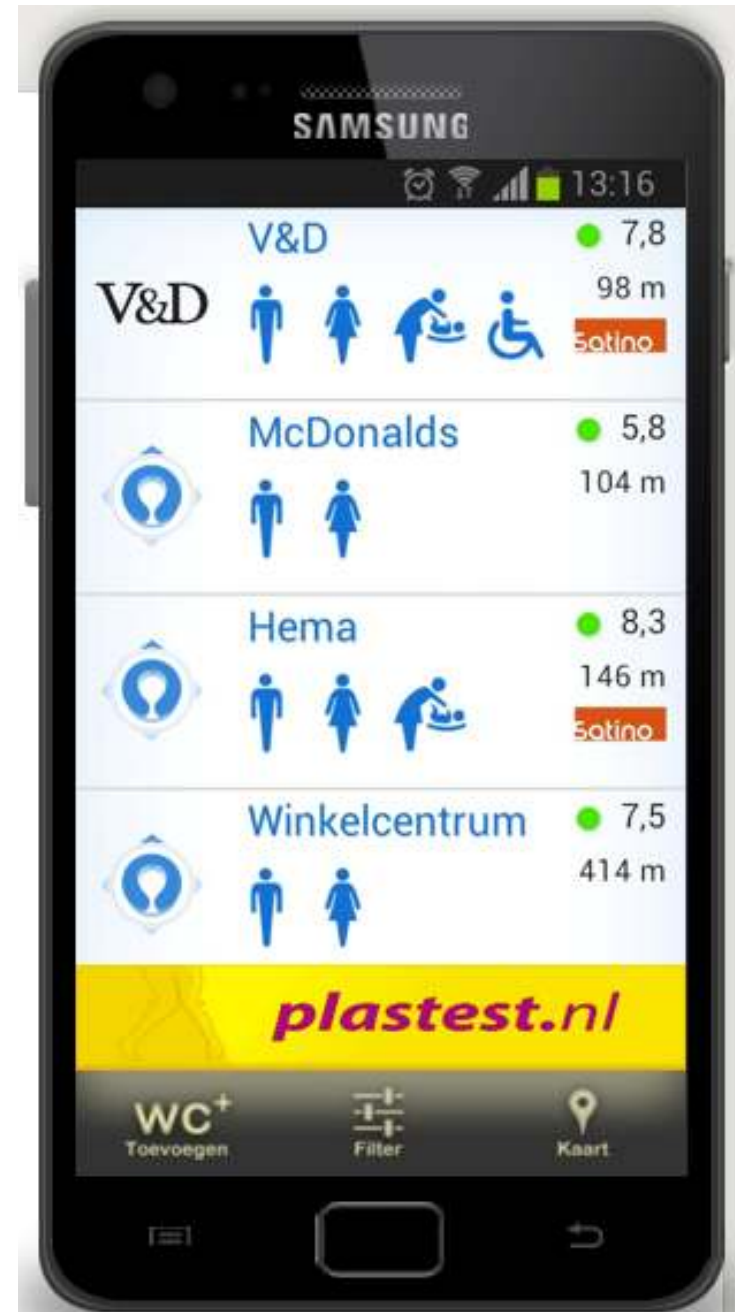 SAMSUNG
13:16
V&D
7,8
V&D
98 m
Satino
McDonalds
5,8
104 m
Hema
8,3
146 m
Satino
Winkelcentrum
7,5
414 m
plastest.nl
WC+
Toevoegen
Filter
Kaart